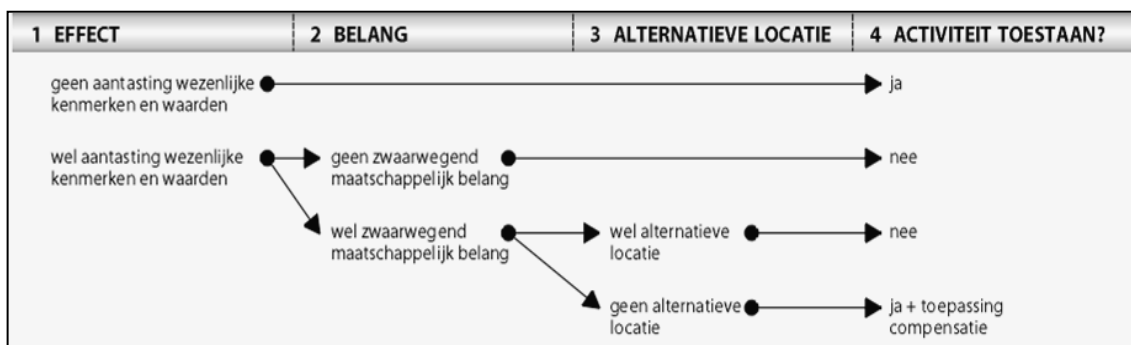 1 EFFECT
2 BELANG
3 ALTERNATIEVE LOCATIE
4 ACTIVITEIT TOESTAAN?
geen aantasting wezenlijke
kenmerken en waarden
ja
wel aantasting wezenlijke
kenmerken en waarden
geen zwaarwegend
maatschappelijk belang
nee
wel zwaarwegend
maatschappelijk belang
wel alternatieve
locatie
nee
geen alternatieve
locatie
ja + toepassing
compensatie